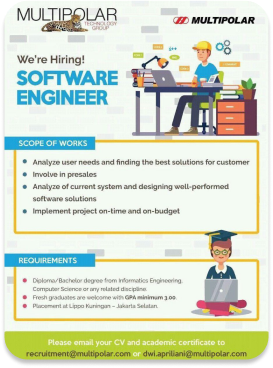 MULTIPOLAR
TECHNOLOGY
GROUP
MULTIPOLAR
We're Hiring!
SOFTWARE
ENGINEER
SCOPE OF WORKS
Analyze user needs and finding the best solutions for customer
Involve in presales
Analyze of current system and designing well-performed
software solutions
Implement project on-time and on-budget
REQUIREMENTS
Diploma/Bachelor degree from Informatics Engineering,
Computer Science or any related discipline.
Fresh graduates are welcome with GPA minimum 3.00.
Placement at Lippo Kuningan – Jakarta Selatan.
Please email your CV and academic certificate to
recruitment@multipolar.com or dwi.apriliani@multipolar.com